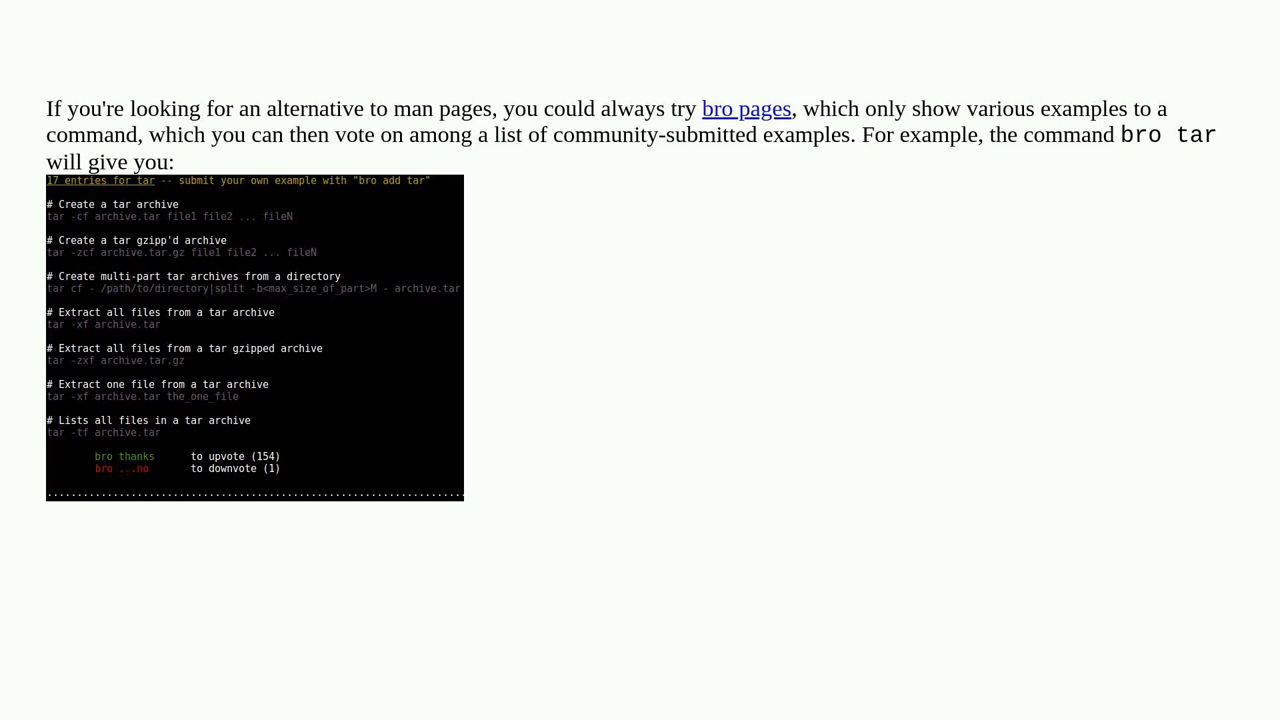 If you're looking for an alternative to man pages, you could always try bro pages, which only show various examples to a
command, which you can then vote on among a list of community-submitted examples. For example, the command bro tar
will give you:
17 entries for tar -- submit your own example with "bro add tar"
# Create a tar archive
tar -cf archive.tar file1 file2 ... fileN
# Create a tar gzipp'd archive
tar -zcf archive.tar.gz file1 file2 ... fileN
# Create multi-part tar archives from a directory
tar cf - /path/to/directory|split -b<max_size_of_part>M - archive.tar
# Extract all files from a tar archive
tar -xf archive.tar
# Extract all files from a tar gzipped archive
tar -zxf archive.tar.gz
# Extract one file from a tar archive
tar -xf archive.tar the_one_file
# Lists all files in a tar archive
tar -tf archive.tar
bro thanks to upvote (154)
bro ...no to downvote (1)
......................................................................